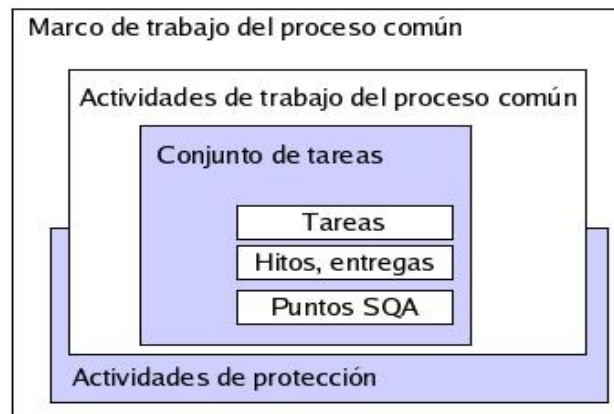 Marco de trabajo del proceso común
Actividades de trabajo del proceso común
Conjunto de tareas
Tareas
Hitos, entregas
Puntos SQA
Actividades de protección